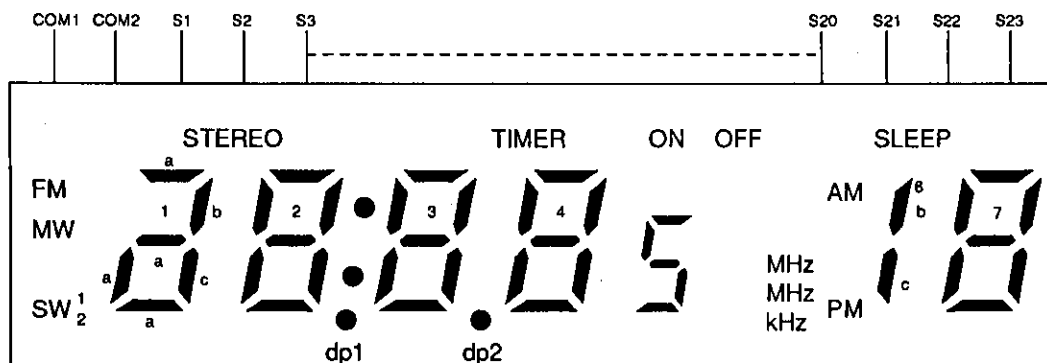 COM1 COM2 S1 S2 S3 S20 S21 S22 S23
STEREO TIMER ON OFF SLEEP
a
FM AM 6
1 b 2 3 4 b 7
MW
a
a c MHz c
MHz
SW 1 2 a kHz PM
dp1 dp2